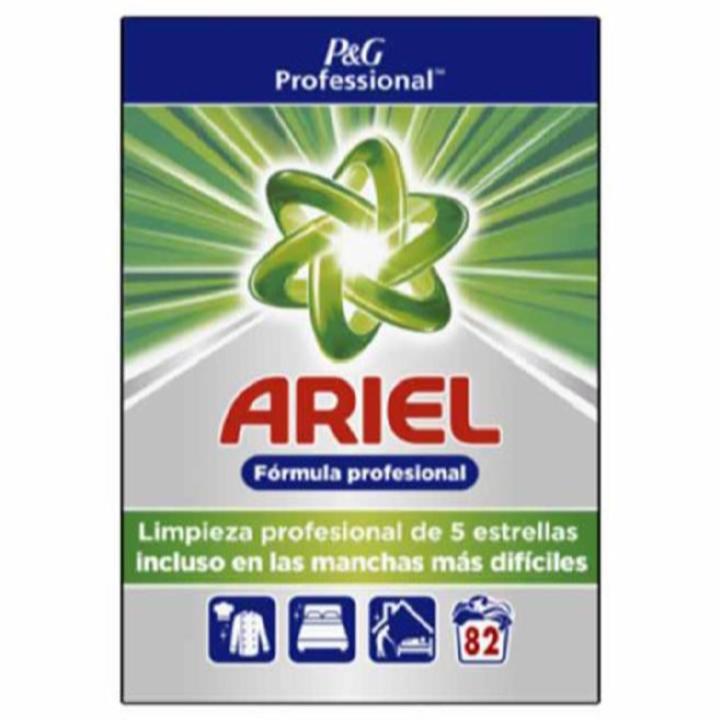 P&G
Professional™
ARIEL
Fórmula profesional
Limpieza profesional de 5 estrellas
incluso en las manchas más difíciles
82